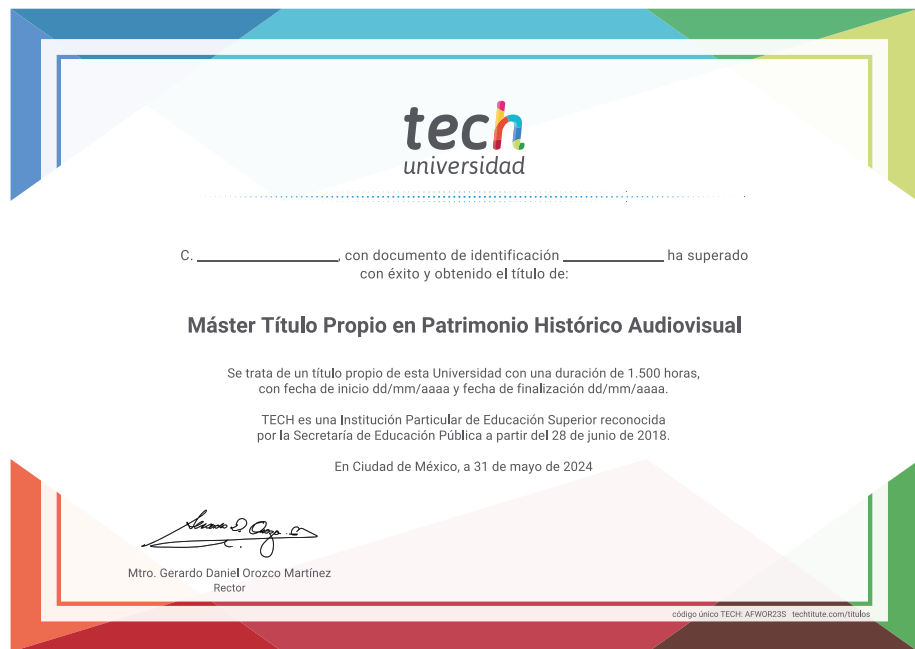 tech
universidad
C. ________________, con documento de identificación ___________ ha superado
con éxito y obtenido el título de:
Máster Título Propio en Patrimonio Histórico Audiovisual
Se trata de un título propio de esta Universidad con una duración de 1.500 horas,
con fecha de inicio dd/mm/aaaa y fecha de finalización dd/mm/aaaa.
TECH es una Institución Particular de Educación Superior reconocida
por la Secretaría de Educación Pública a partir del 28 de junio de 2018.
En Ciudad de México, a 31 de mayo de 2024
Mtro. Gerardo Daniel Orozco Martínez
Rector
código único TECH: AFWOR23S techtitute.com/titulos